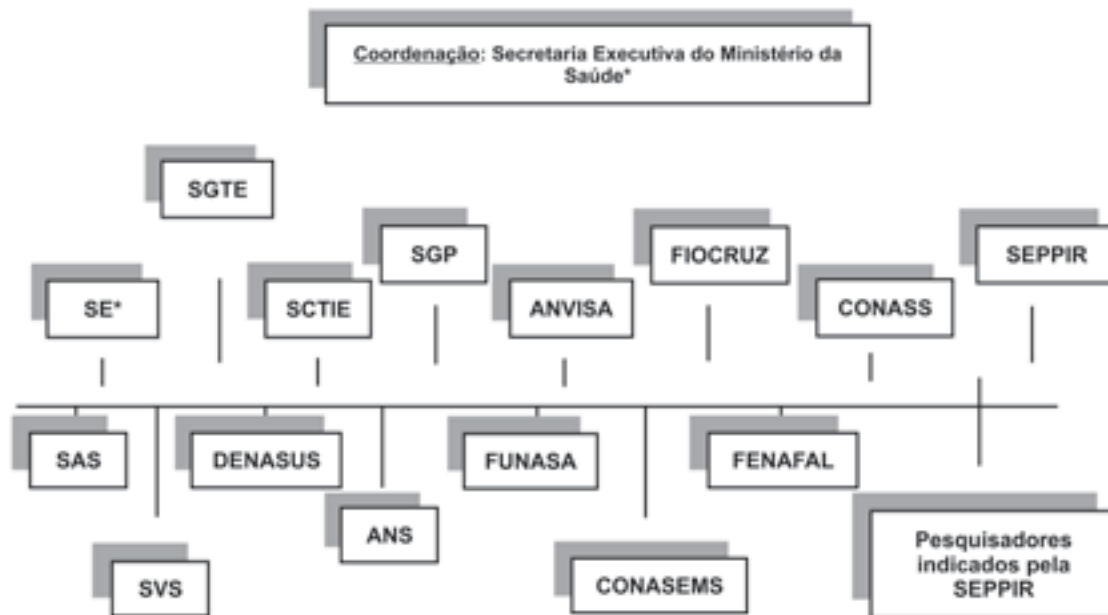 Coordenação: Secretaria Executiva do Ministério da
Saúde*
SGTE
SGP
FIOCRUZ
SEPPIR
SE*
SCTIE
ANVISA
CONASS
SAS
DENASUS
FUNASA
FENAFAL
ANS
Pesquisadores
indicados pela
SEPPIR
SVS
CONASEMS